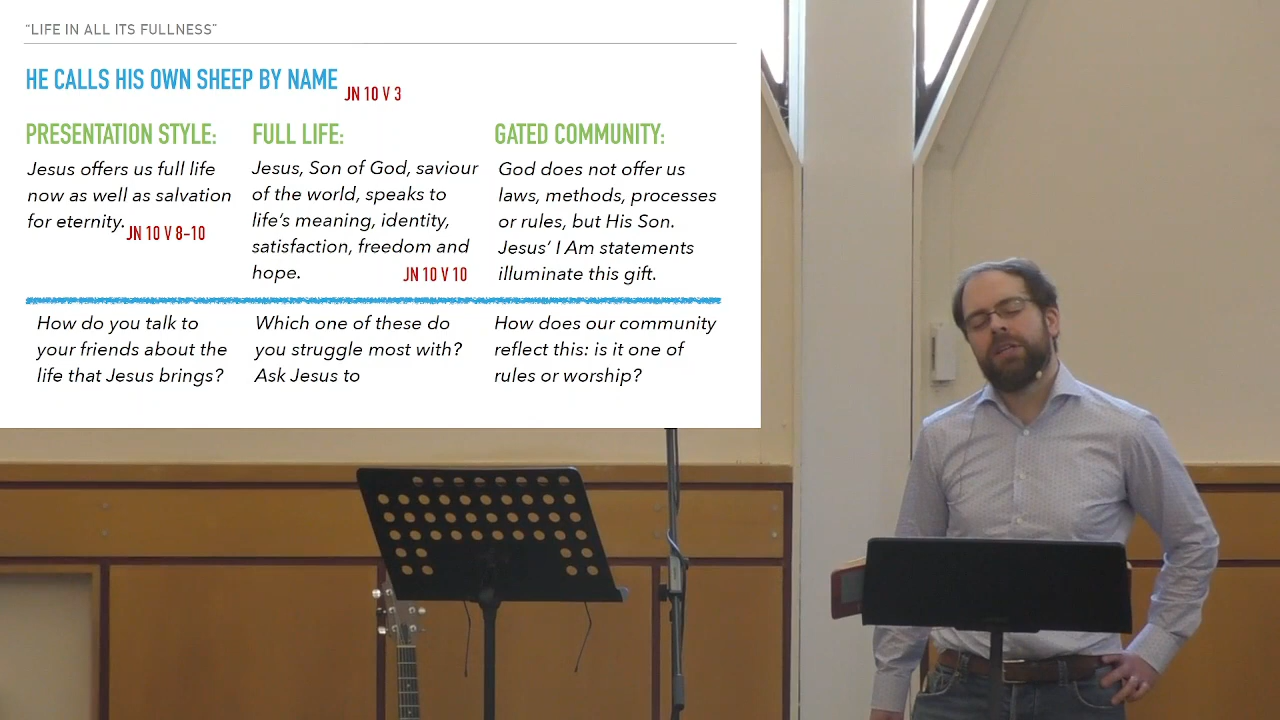 “LIFE IN ALL ITS FULLNESS”
HE CALLS HIS OWN SHEEP BY NAME JN 10 V 3
PRESENTATION STYLE:
Jesus offers us full life
now as well as salvation
for eternity. JN 10 V 8-10
How do you talk to
your friends about the
life that Jesus brings?
FULL LIFE:
Jesus, Son of God, saviour
of the world, speaks to
life’s meaning, identity,
satisfaction, freedom and
hope. JN 10 V 10
Which one of these do
you struggle most with?
Ask Jesus to
GATED COMMUNITY:
God does not offer us
laws, methods, processes
or rules, but His Son.
Jesus’ I Am statements
illuminate this gift.
How does our community
reflect this: is it one of
rules or worship?